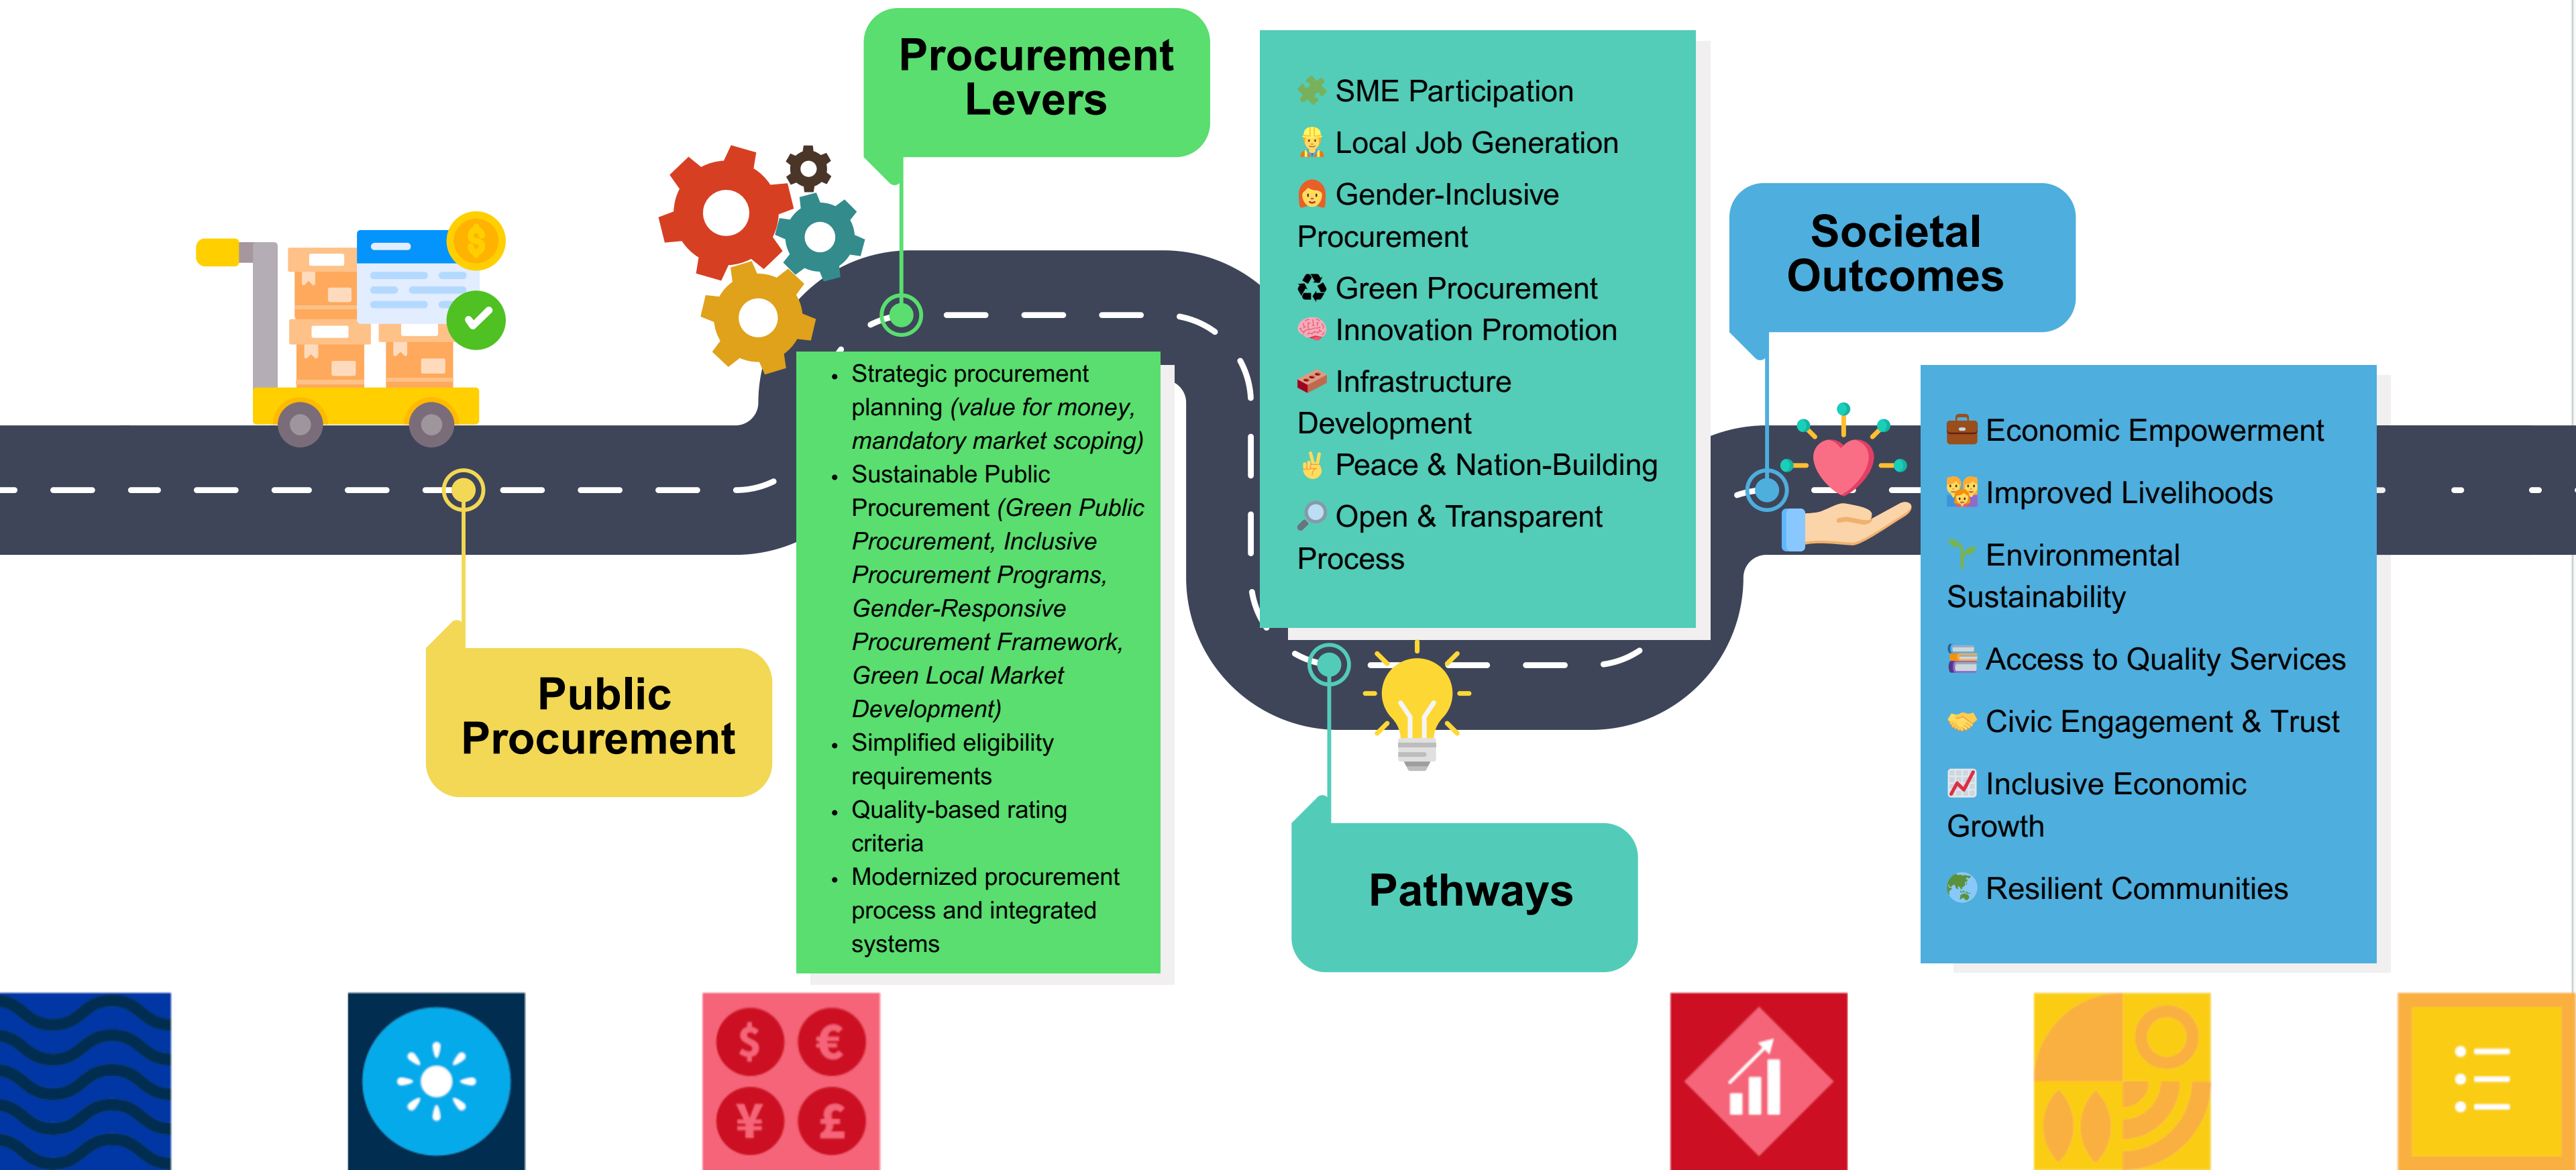 Procurement
Levers
Public
Procurement
• Strategic procurement
planning (value for money,
mandatory market scoping)
• Sustainable Public
Procurement (Green Public
Procurement, Inclusive
Procurement Programs,
Gender-Responsive
Procurement Framework,
Green Local Market
Development)
• Simplified eligibility
requirements
• Quality-based rating
criteria
• Modernized procurement
process and integrated
systems
🧩 SME Participation
👷 Local Job Generation
👩‍🦰 Gender-Inclusive
Procurement
♻ Green Procurement
🧠 Innovation Promotion
🧱 Infrastructure
Development
✌ Peace & Nation-Building
🔎 Open & Transparent
Process
Pathways
Societal
Outcomes
💼 Economic Empowerment
👨‍👩‍👧 Improved Livelihoods
🌱 Environmental
Sustainability
📚 Access to Quality Services
🤝 Civic Engagement & Trust
📈 Inclusive Economic
Growth
🌏 Resilient Communities
$ €
¥ £